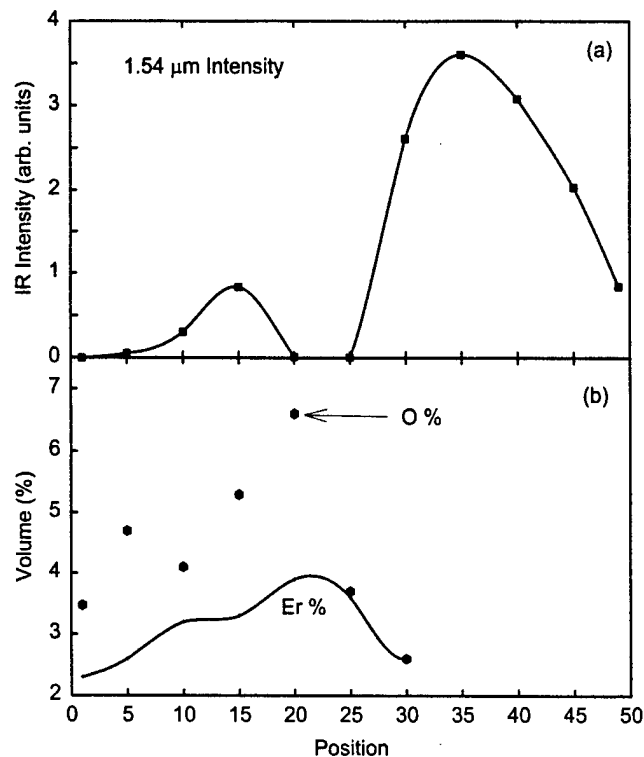 (a)
1.54 μm Intensity
IR Intensity (arb. units)
4
3
2
1
0
(b)
O %
Er %
Volume (%)
7
6
5
4
3
2
0 5 10 15 20 25 30 35 40 45 50
Position